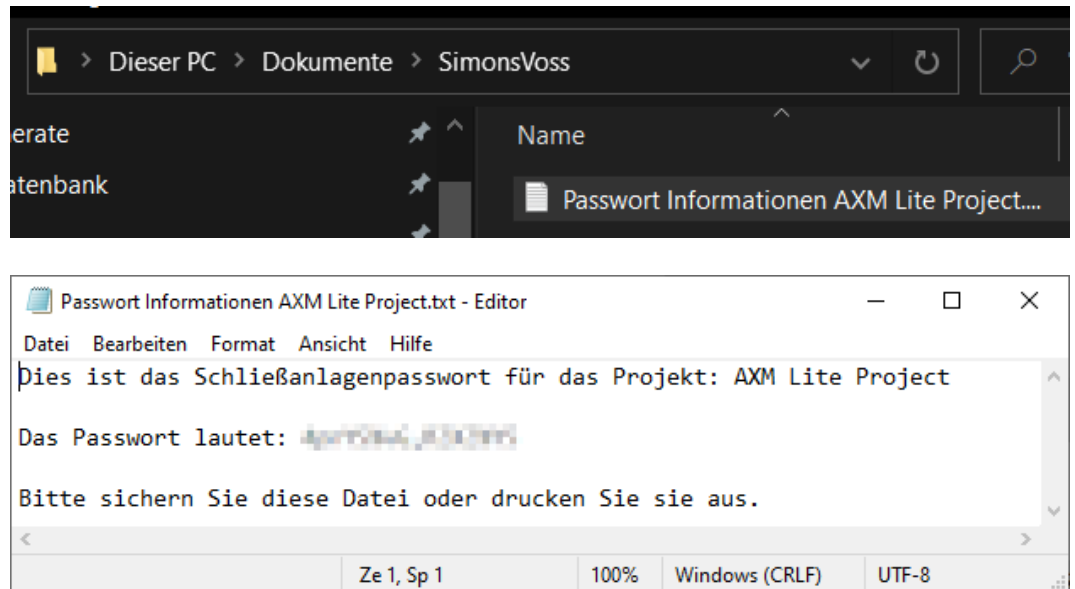 Dieser PC > Dokumente > SimonsVoss
erate
Name
atenbank
Passwort Informationen AXM Lite Project....
Passwort Informationen AXM Lite Project.txt - Editor
Datei Bearbeiten Format Ansicht Hilfe
Dies ist das Schließanlagenpasswort für das Projekt: AXM Lite Project
Das Passwort lautet:
Bitte sichern Sie diese Datei oder drucken Sie sie aus.
Ze 1, Sp 1 100% Windows (CRLF) UTF-8